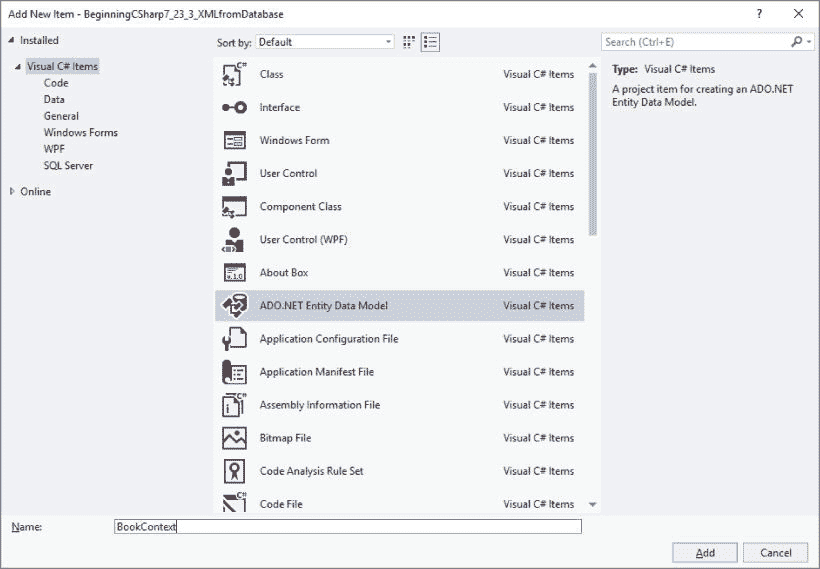 Add New Item - BeginningCSharp7_23_3_XMLfromDatabase
? ×
Installed
Visual C# Items
Code
Data
General
Windows Forms
WPF
SQL Server
Online
Sort by: Default
Class Visual C# Items
Interface Visual C# Items
Windows Form Visual C# Items
User Control Visual C# Items
Component Class Visual C# Items
User Control (WPF) Visual C# Items
About Box Visual C# Items
ADO.NET Entity Data Model Visual C# Items
Application Configuration File Visual C# Items
Application Manifest File Visual C# Items
Assembly Information File Visual C# Items
Bitmap File Visual C# Items
Code Analysis Rule Set Visual C# Items
Code File Visual C# Items
Search (Ctrl+E)
Type: Visual C# Items
A project item for creating an ADO.NET
Entity Data Model.
Name: BookContext
Add Cancel